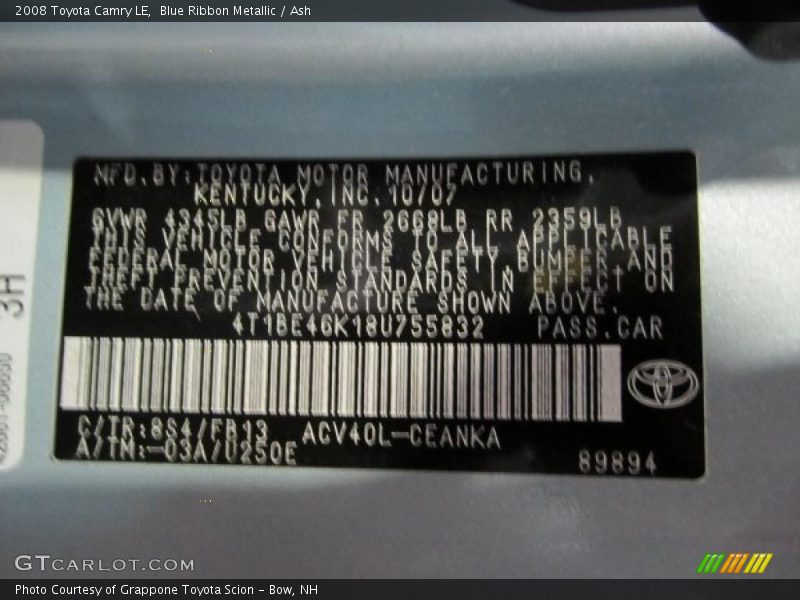 2008 Toyota Camry LE,  Blue Ribbon Metallic / Ash
MFD. BY: TOYOTA MOTOR MANUFACTURING,
KENTUCKY, INC. 10/07
GVWR 4345LB GAWR FR 2668LB RR 2359LB
THIS VEHICLE CONFORMS TO ALL APPLICABLE
FEDERAL MOTOR VEHICLE SAFETY BUMPER AND
THEFT PREVENTION STANDARDS IN EFFECT ON
THE DATE OF MANUFACTURE SHOWN ABOVE.
4T1BE46K18U755832 PASS.CAR
C/TR:8S4/FB13 ACV40L-CEANKA
A/TM:-03A/U250E
89894
3H
GTCARLOT.COM
Photo Courtesy of Grappone Toyota Scion - Bow, NH